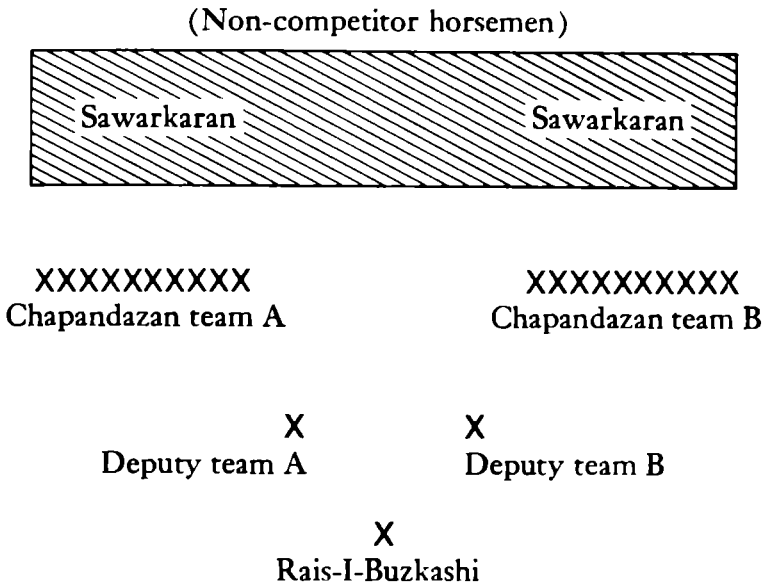 (Non-competitor horsemen)
Sawarkaran Sawarkaran
XXXXXXXXXX XXXXXXXXXX
Chapandazan team A Chapandazan team B
X X
Deputy team A Deputy team B
X
Rais-I-Buzkashi